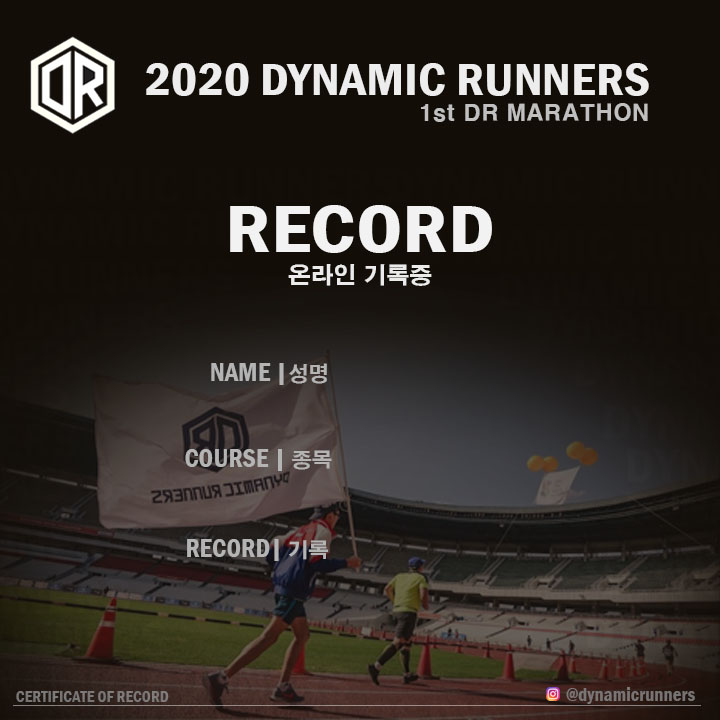 DR
2020 DYNAMIC RUNNERS
1st DR MARATHON
RECORD
온라인 기록증
NAME | 성명
DR
COURSE | 종목
DYNAMIC RUNNERS
RECORD | 기록
CERTIFICATE OF RECORD
@dynamicrunners